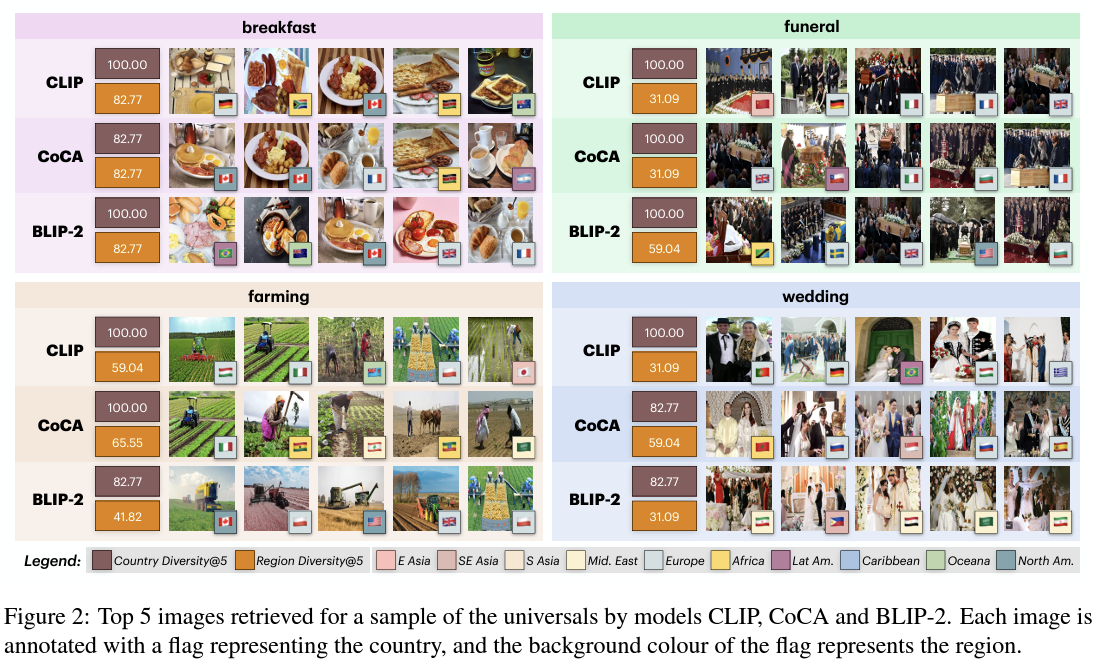 breakfast
CLIP
100.00
82.77
CoCA
82.77
82.77
BLIP-2
100.00
82.77
funeral
CLIP
100.00
31.09
CoCA
100.00
31.09
BLIP-2
100.00
59.04
farming
CLIP
100.00
59.04
CoCA
100.00
65.55
BLIP-2
82.77
41.82
wedding
CLIP
100.00
31.09
CoCA
82.77
59.04
BLIP-2
82.77
31.09
Legend: Country Diversity@5 Region Diversity@5 E Asia SE Asia S Asia Mid. East Europe Africa Lat Am. Caribbean Oceana North Am.
Figure 2: Top 5 images retrieved for a sample of the universals by models CLIP, CoCA and BLIP-2. Each image is
annotated with a flag representing the country, and the background colour of the flag represents the region.